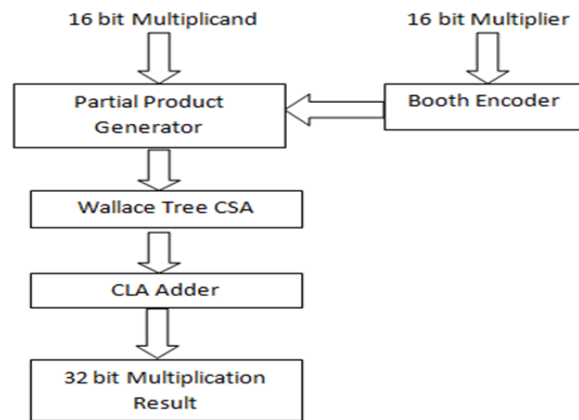 16 bit Multiplicand
16 bit Multiplier
Partial Product
Generator
Booth Encoder
Wallace Tree CSA
CLA Adder
32 bit Multiplication
Result